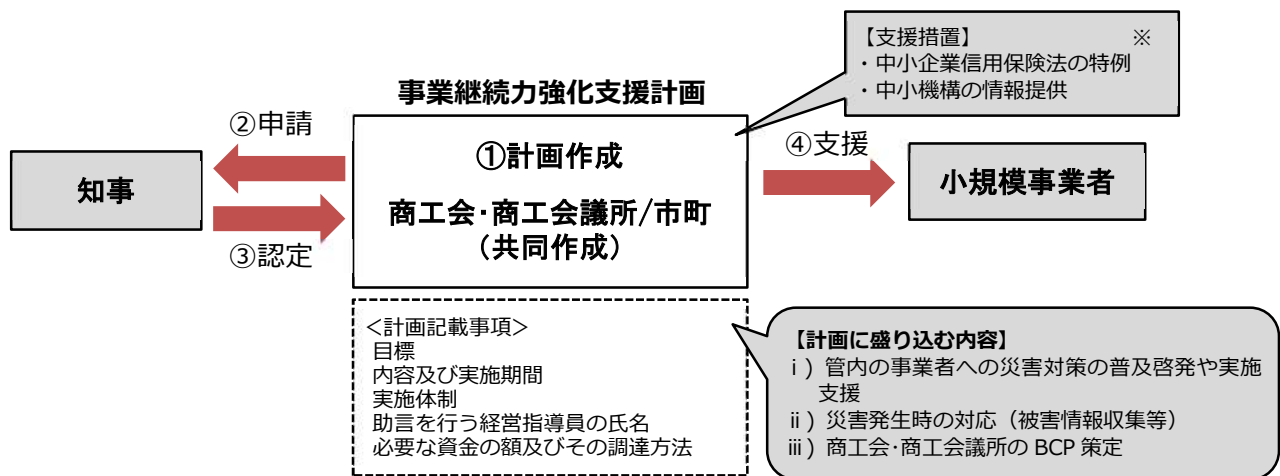 【支援措置】 ※
・中小企業信用保険法の特例
・中小機構の情報提供
事業継続力強化支援計画
②申請
①計画作成
④支援
知事
小規模事業者
商工会・商工会議所/市町
（共同作成）
③認定
＜計画記載事項＞
目標
内容及び実施期間
実施体制
助言を行う経営指導員の氏名
必要な資金の額及びその調達方法
【計画に盛り込む内容】
ⅰ）管内の事業者への災害対策の普及啓発や実施
支援
ⅱ）災害発生時の対応（被害情報収集等）
ⅲ）商工会・商工会議所の BCP 策定